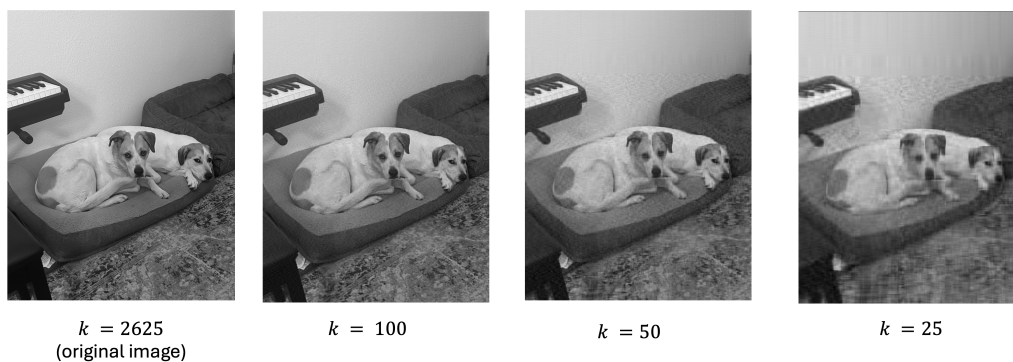 k = 2625
(original image)
k = 100
k = 50
k = 25